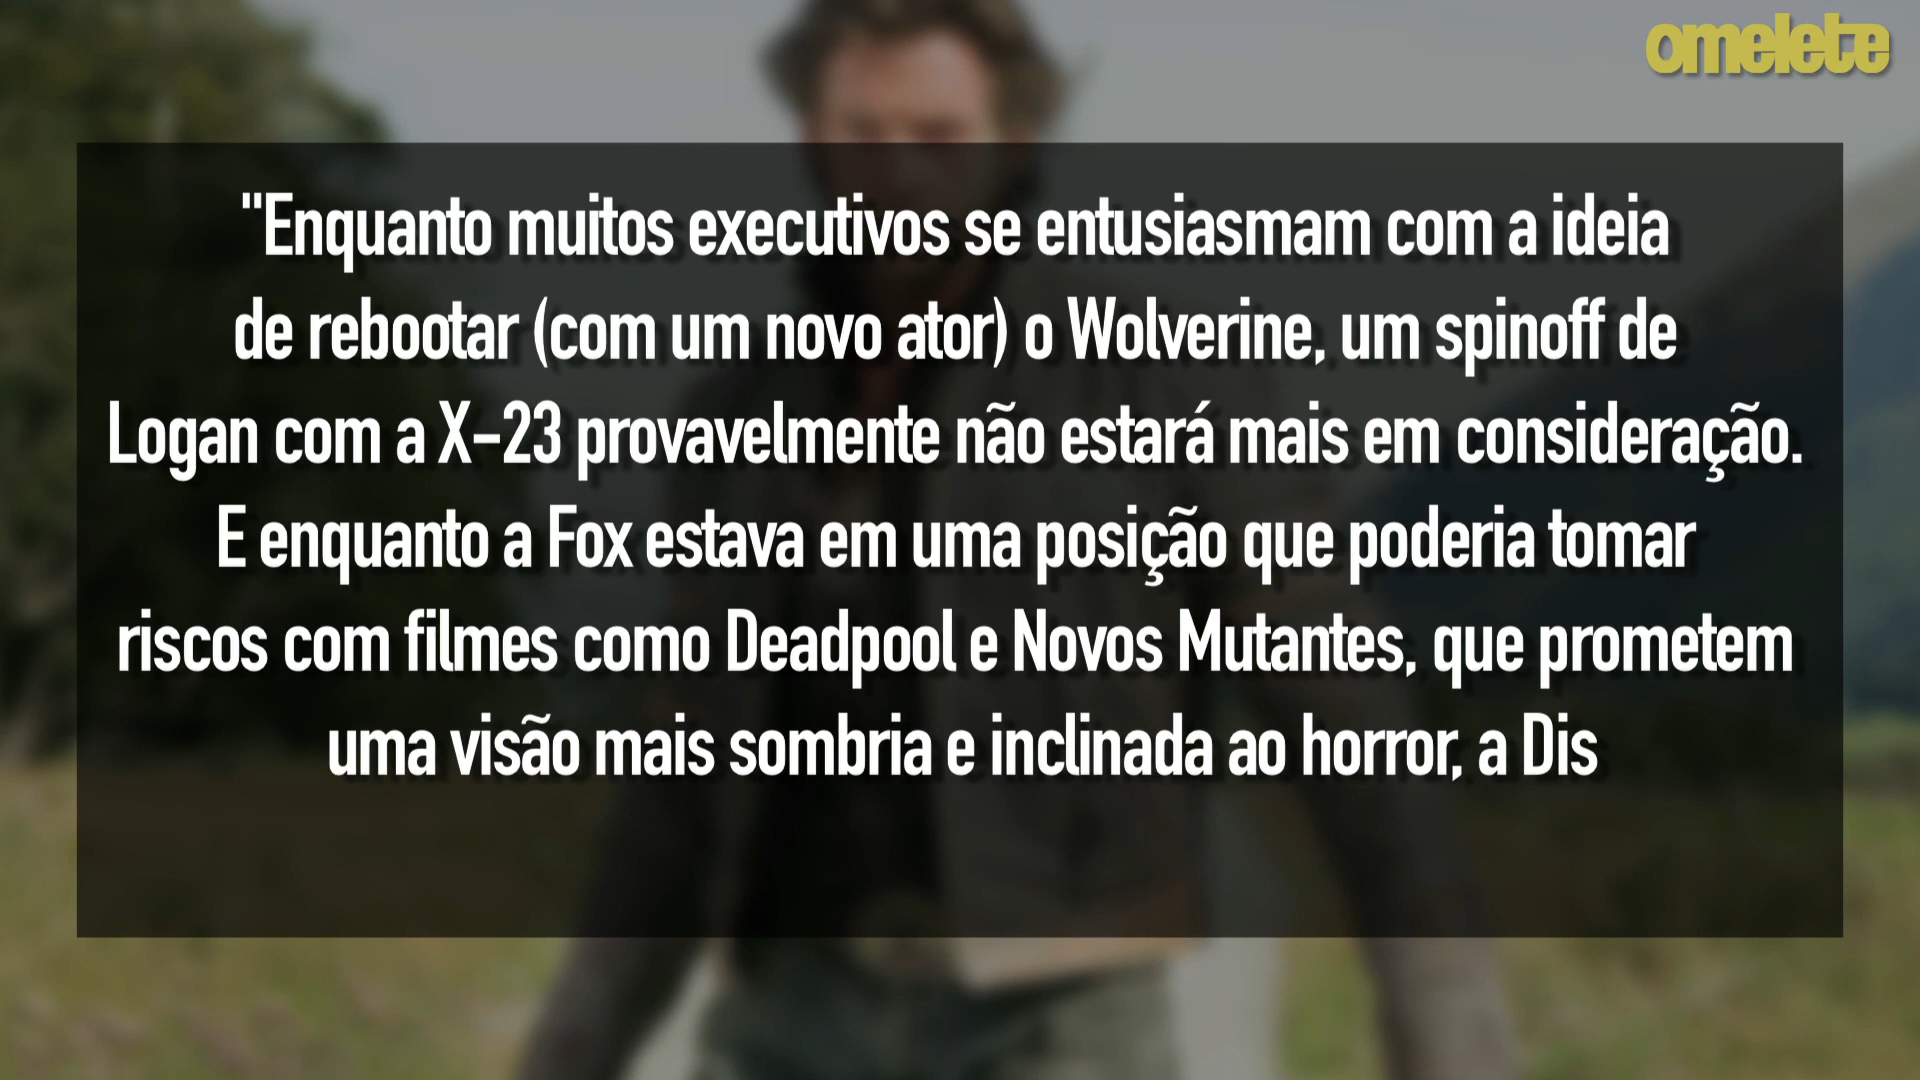 omelete
"Enquanto muitos executivos se entusiasmam com a ideia
de rebootar (com um novo ator) o Wolverine, um spinoff de
Logan com a X-23 provavelmente não estará mais em consideração.
E enquanto a Fox estava em uma posição que poderia tomar
riscos com filmes como Deadpool e Novos Mutantes, que prometem
uma visão mais sombria e inclinada ao horror, a Dis